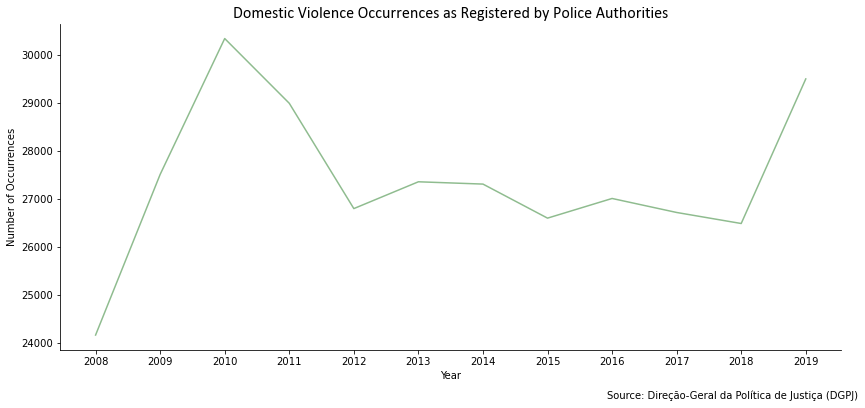 Domestic Violence Occurrences as Registered by Police Authorities
30000
29000
28000
27000
26000
25000
24000
Number of Occurrences
2008 2009 2010 2011 2012 2013 2014 2015 2016 2017 2018 2019
Year
Source: Direção-Geral da Política de Justiça (DGPJ)